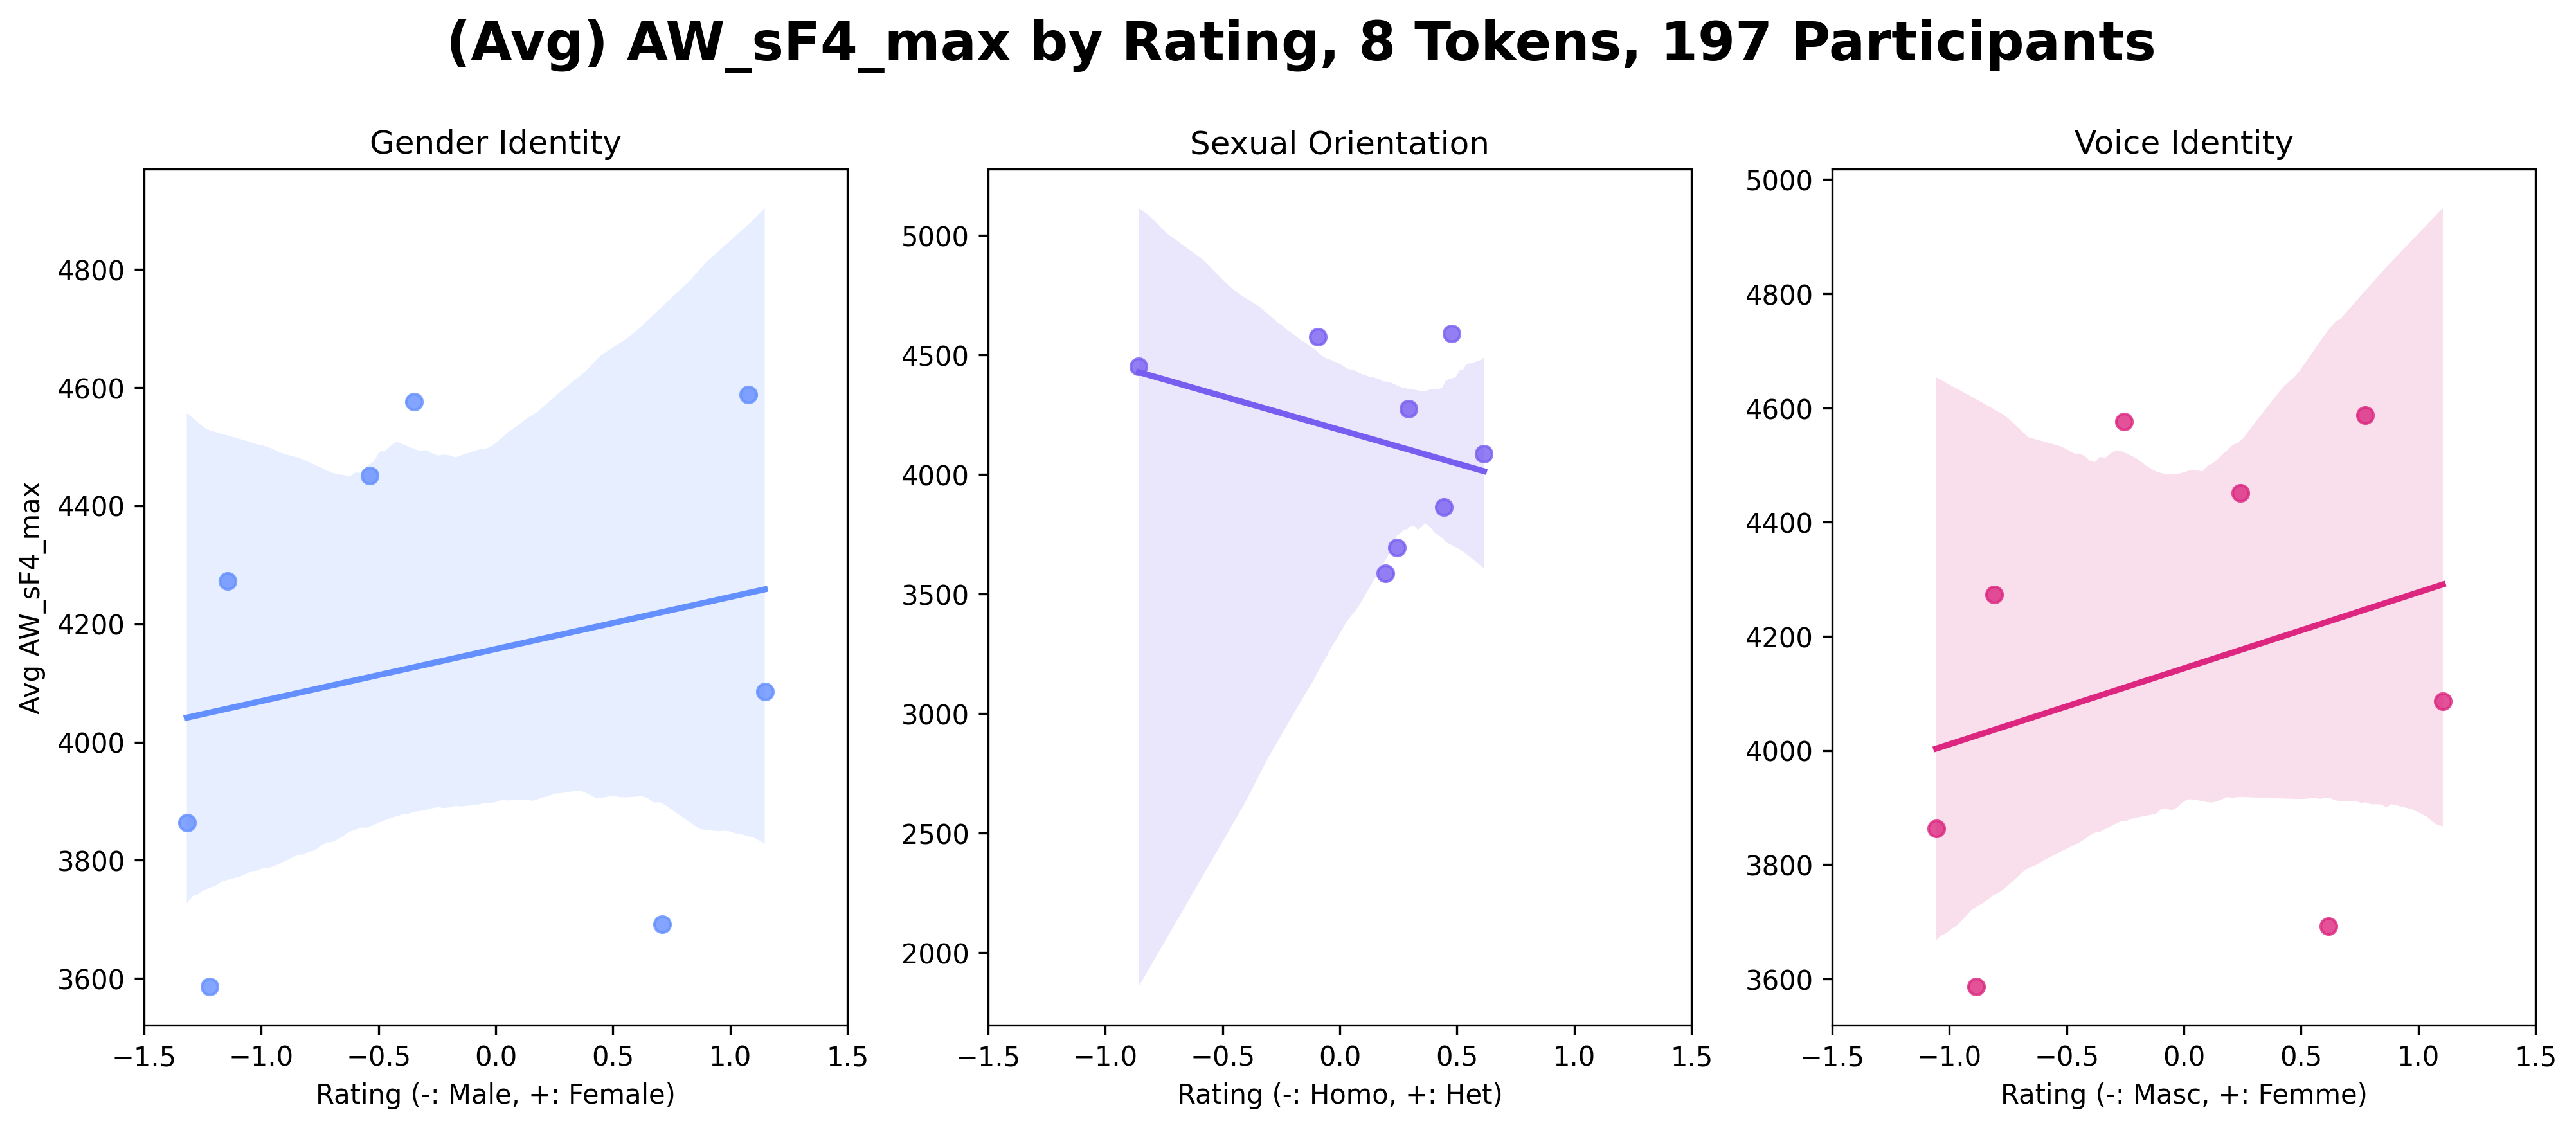 (Avg) AW_sF4_max by Rating, 8 Tokens, 197 Participants
Gender Identity
Avg AW_sF4_max
4800
4600
4400
4200
4000
3800
3600
−1.5 −1.0 −0.5 0.0 0.5 1.0 1.5
Rating (-: Male, +: Female)
Sexual Orientation
5000
4500
4000
3500
3000
2500
2000
−1.5 −1.0 −0.5 0.0 0.5 1.0 1.5
Rating (-: Homo, +: Het)
Voice Identity
5000
4800
4600
4400
4200
4000
3800
3600
−1.5 −1.0 −0.5 0.0 0.5 1.0 1.5
Rating (-: Masc, +: Femme)